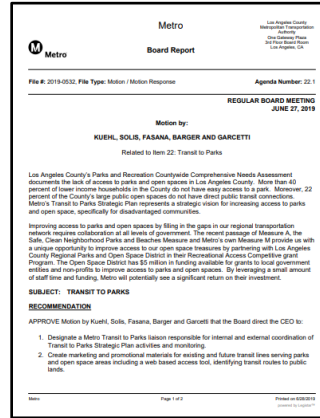 Metro
Los Angeles County
Metropolitan Transportation
Authority
One Gateway Plaza
3rd Floor Board Room
Los Angeles, CA
Metro
Board Report
File #: 2019-0532, File Type: Motion / Motion Response
Agenda Number: 22.1
REGULAR BOARD MEETING
JUNE 27, 2019
Motion by:
KUEHL, SOLIS, FASANA, BARGER AND GARCETTI
Related to Item 22: Transit to Parks
Los Angeles County's Parks and Recreation Countywide Comprehensive Needs Assessment
documents the lack of access to parks and open spaces in Los Angeles County. More than 40
percent of lower income households in the County do not have easy access to a park. Moreover, 22
percent of the County's large public open spaces do not have direct public transit connections.
Metro's Transit to Parks Strategic Plan represents a strategic vision for increasing access to parks
and open space, specifically for disadvantaged communities.
Improving access to parks and open spaces by filling in the gaps in our regional transportation
network requires collaboration at all levels of government. The recent passage of Measure A, the
Safe, Clean Neighborhood Parks and Beaches Measure and Metro's own Measure M provide us with
a unique opportunity to improve access to our open space treasures by partnering with Los Angeles
County Regional Parks and Open Space District in their Recreational Access Competitive grant
Program. The Open Space District has $5 million in funding available for grants to local government
entities and non-profits to improve access to parks and open spaces. By leveraging a small amount
of staff time and funding, Metro will potentially see a significant return on their investment.
SUBJECT: TRANSIT TO PARKS
RECOMMENDATION
APPROVE Motion by Kuehl, Solis, Fasana, Barger and Garcetti that the Board direct the CEO to:
1. Designate a Metro Transit to Parks liaison responsible for internal and external coordination of
Transit to Parks Strategic Plan activities and monitoring.
2. Create marketing and promotional materials for existing and future transit lines serving parks
and open space areas including a web based access tool, identifying transit routes to public
lands.
Metro
Page 1 of 2
Printed on 6/28/2019
powered by Legistar™